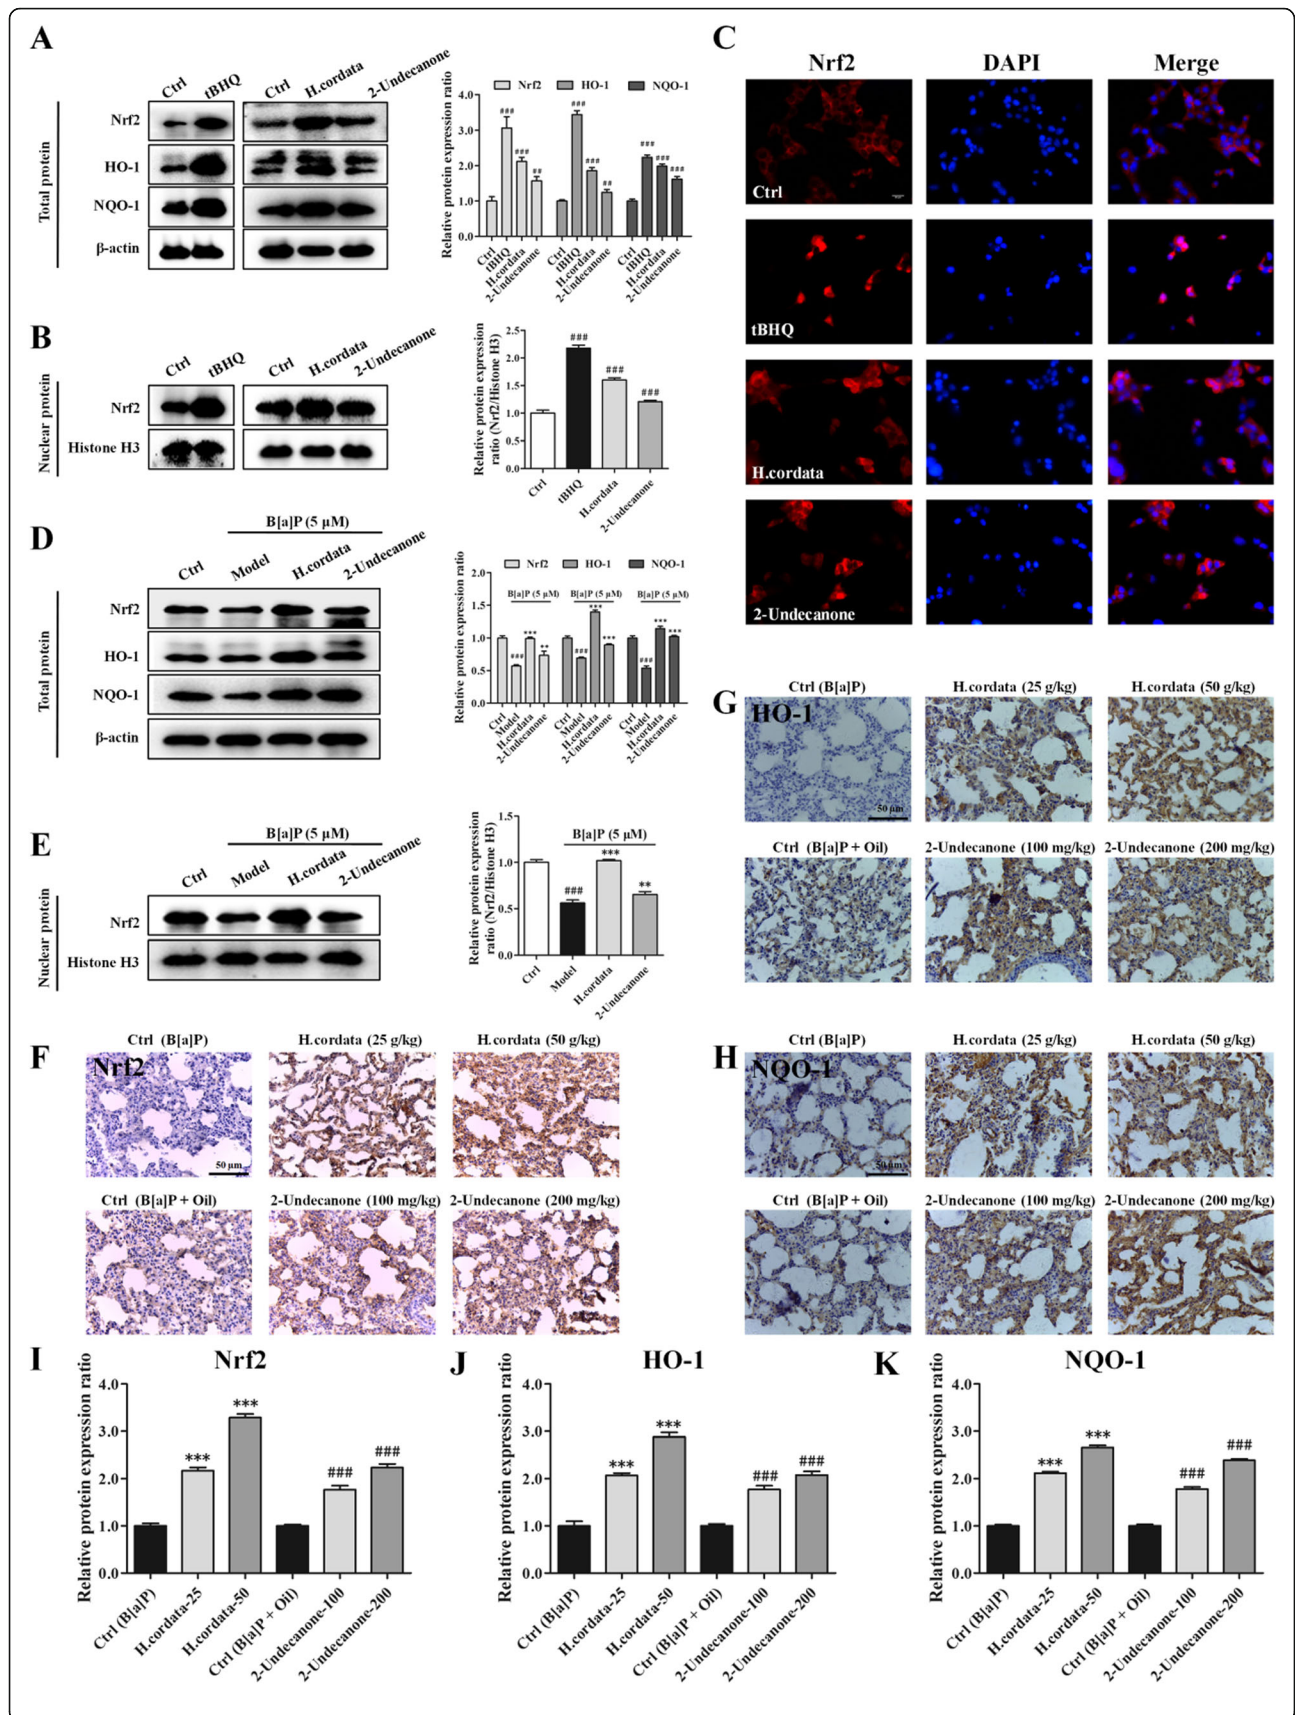 A
Ctrl
tBHQ
Ctrl
H.cordata
2-Undecanone
Total protein
Nrf2
HO-1
NQO-1
β-actin
Nrf2 HO-1 NQO-1
Relative protein expression ratio
4.0
3.0
2.0
1.0
0.0
###
###
##
###
###
##
###
###
###
Ctrl
tBHQ
H.cordata
2-Undecanone
Ctrl
tBHQ
H.cordata
2-Undecanone
Ctrl
tBHQ
H.cordata
2-Undecanone
B
Ctrl
tBHQ
Ctrl
H.cordata
2-Undecanone
Nuclear protein
Nrf2
Histone H3
Relative protein expression
ratio (Nrf2/Histone H3)
2.5
2.0
1.5
1.0
0.5
0.0
###
###
###
Ctrl
tBHQ
H.cordata
2-Undecanone
C
Nrf2 DAPI Merge
Ctrl
tBHQ
H.cordata
2-Undecanone
D
B[a]P (5 μM)
Ctrl
Model
H.cordata
2-Undecanone
Total protein
Nrf2
HO-1
NQO-1
β-actin
Nrf2 HO-1 NQO-1
Relative protein expression ratio
2.0
1.5
1.0
0.5
0.0
B[a]P (5 μM) B[a]P (5 μM) B[a]P (5 μM)
###
***
**
###
***
***
###
***
***
Ctrl
Model
H.cordata
2-Undecanone
Ctrl
Model
H.cordata
2-Undecanone
Ctrl
Model
H.cordata
2-Undecanone
E
B[a]P (5 μM)
Ctrl
Model
H.cordata
2-Undecanone
Nuclear protein
Nrf2
Histone H3
Relative protein expression
ratio (Nrf2/Histone H3)
1.5
1.0
0.5
0.0
B[a]P (5 μM)
###
***
**
Ctrl
Model
H.cordata
2-Undecanone
F
Ctrl (B[a]P) H.cordata (25 g/kg) H.cordata (50 g/kg)
Nrf2
50 μm
Ctrl (B[a]P + Oil) 2-Undecanone (100 mg/kg) 2-Undecanone (200 mg/kg)
G
Ctrl (B[a]P) H.cordata (25 g/kg) H.cordata (50 g/kg)
HO-1
50 μm
Ctrl (B[a]P + Oil) 2-Undecanone (100 mg/kg) 2-Undecanone (200 mg/kg)
H
Ctrl (B[a]P) H.cordata (25 g/kg) H.cordata (50 g/kg)
NQO-1
50 μm
Ctrl (B[a]P + Oil) 2-Undecanone (100 mg/kg) 2-Undecanone (200 mg/kg)
I
Nrf2
Relative protein expression ratio
4.0
3.0
2.0
1.0
0.0
***
***
###
###
Ctrl (B[a]P)
H.cordata-25
H.cordata-50
Ctrl (B[a]P + Oil)
2-Undecanone-100
2-Undecanone-200
J
HO-1
Relative protein expression ratio
4.0
3.0
2.0
1.0
0.0
***
***
###
###
Ctrl (B[a]P)
H.cordata-25
H.cordata-50
Ctrl (B[a]P + Oil)
2-Undecanone-100
2-Undecanone-200
K
NQO-1
Relative protein expression ratio
4.0
3.0
2.0
1.0
0.0
***
***
###
###
Ctrl (B[a]P)
H.cordata-25
H.cordata-50
Ctrl (B[a]P + Oil)
2-Undecanone-100
2-Undecanone-200